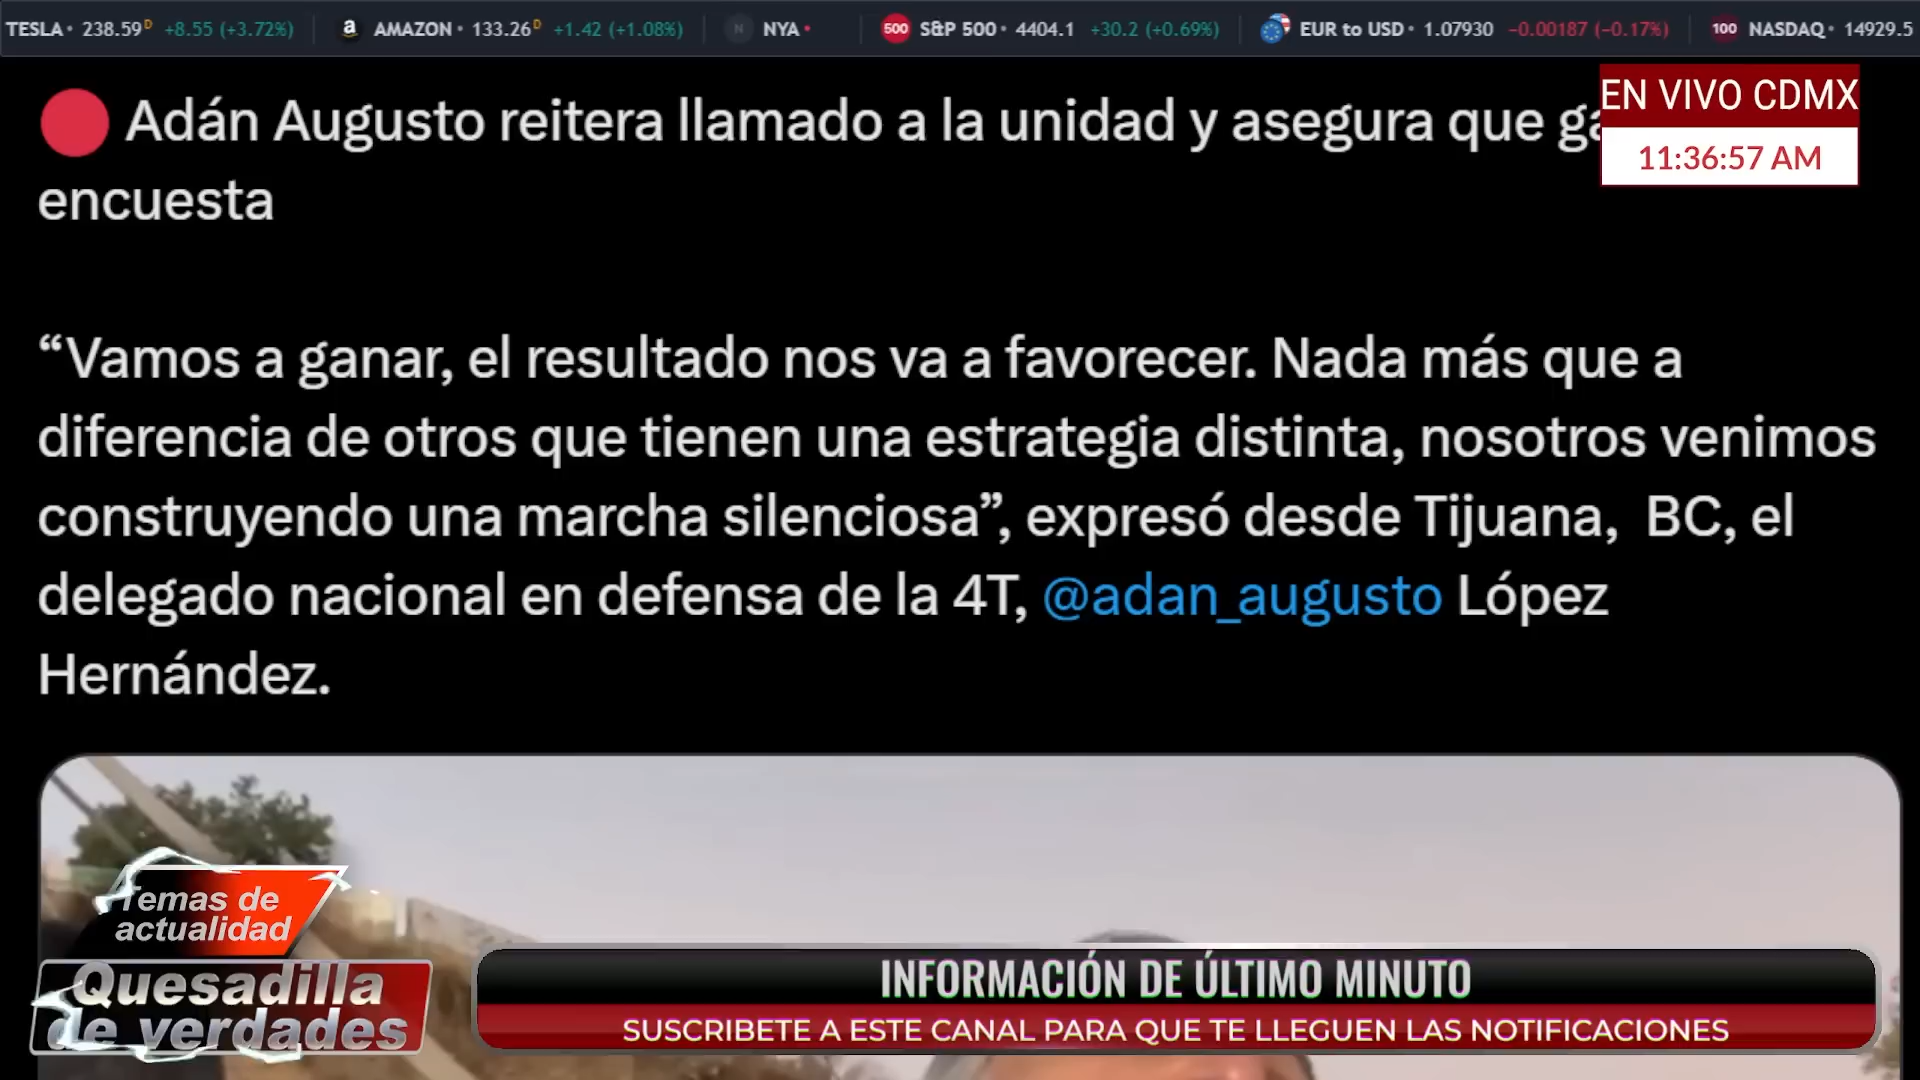 TESLA • 238.59 D +8.55 (+3.72%) a AMAZON • 133.26 D +1.42 (+1.08%) N NYA • 500 S&P 500 • 4404.1 +30.2 (+0.69%) EUR to USD • 1.07930 −0.00187 (−0.17%) 100 NASDAQ • 14929.5
EN VIVO CDMX
11:36:57 AM
Adán Augusto reitera llamado a la unidad y asegura que
encuesta
“Vamos a ganar, el resultado nos va a favorecer. Nada más que a
diferencia de otros que tienen una estrategia distinta, nosotros venimos
construyendo una marcha silenciosa”, expresó desde Tijuana, BC, el
delegado nacional en defensa de la 4T, @adan_augusto López
Hernández.
Temas de
actualidad
Quesadilla
de verdades
INFORMACIÓN DE ÚLTIMO MINUTO
SUSCRIBETE A ESTE CANAL PARA QUE TE LLEGUEN LAS NOTIFICACIONES